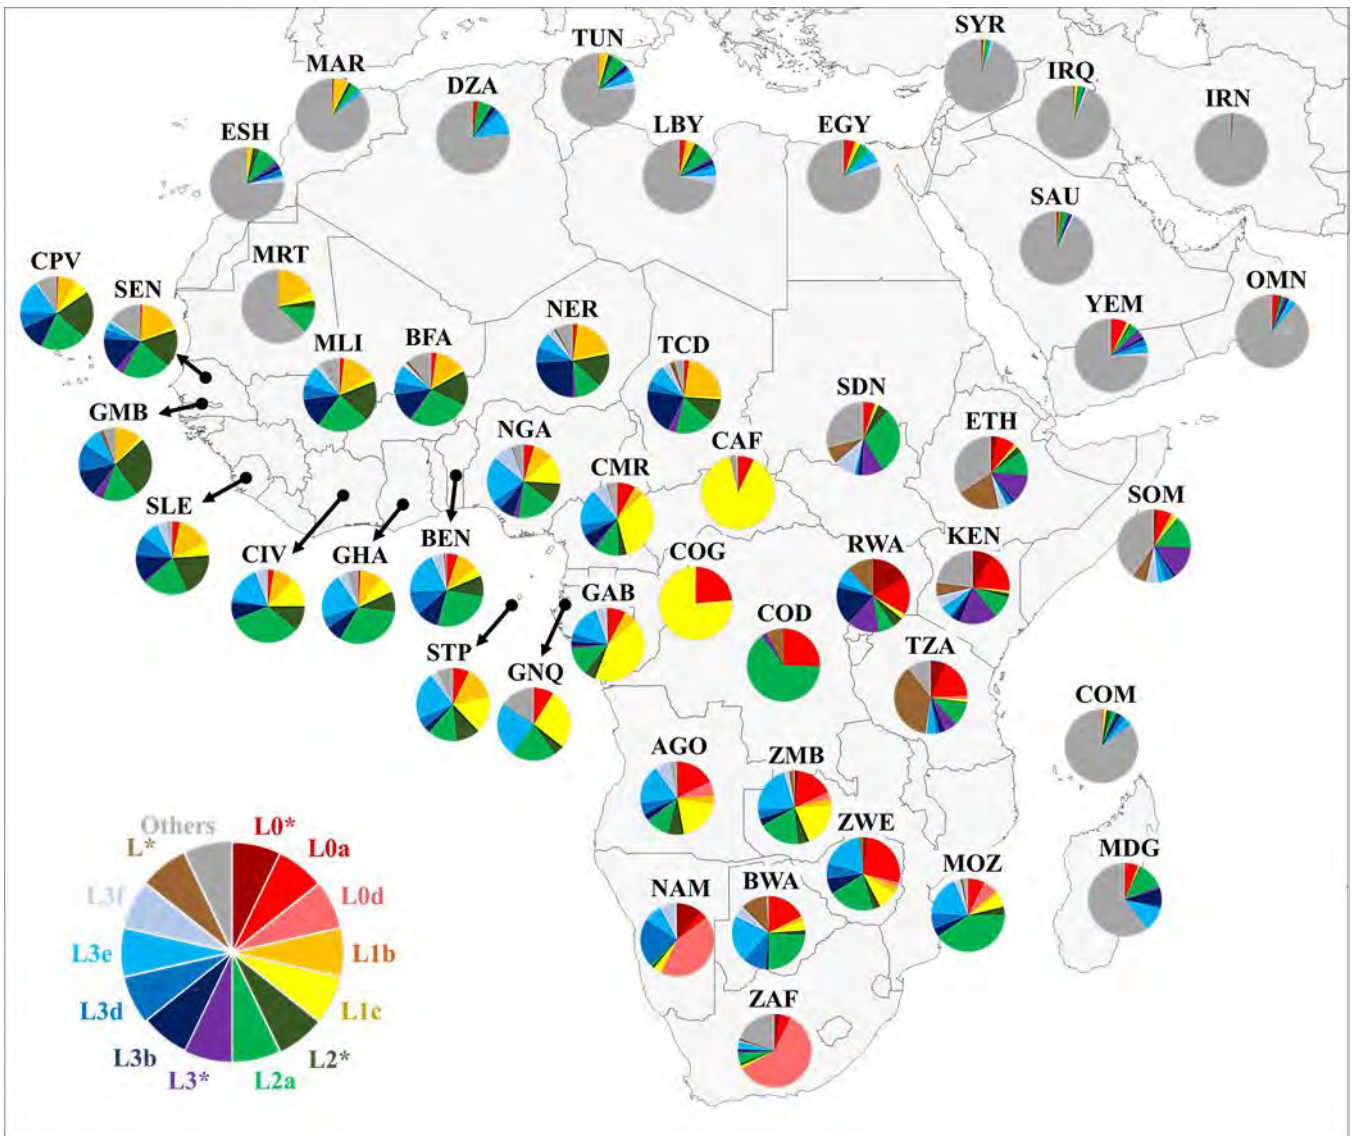 SYR
TUN
MAR
IRQ
DZA
IRN
LBY
EGY
ESH
SAU
MRT
CPV
SEN
OMN
NER
YEM
BFA
MLI
TCD
SDN
GMB
ETH
NGA
CAF
CMR
SLE
SOM
KEN
BEN
RWA
CIV
GHA
COG
GAB
COD
STP
TZA
GNQ
COM
AGO
ZMB
Others
L0*
L*
L0a
ZWE
MOZ
MDG
L3f
L0d
NAM
BWA
L3e
L1b
L3d
L1c
ZAF
L3b
L2*
L3*
L2a